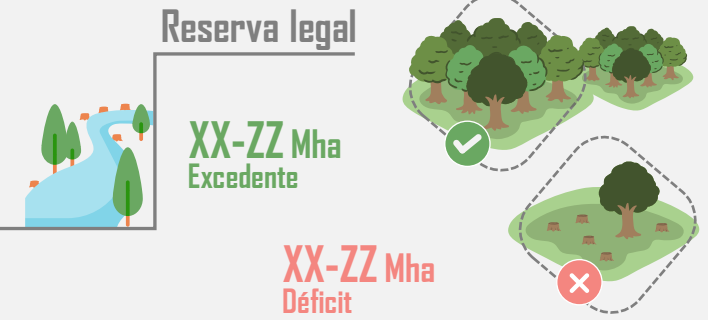 Reserva legal
XX-ZZ Mha
Excedente
XX-ZZ Mha
Déficit